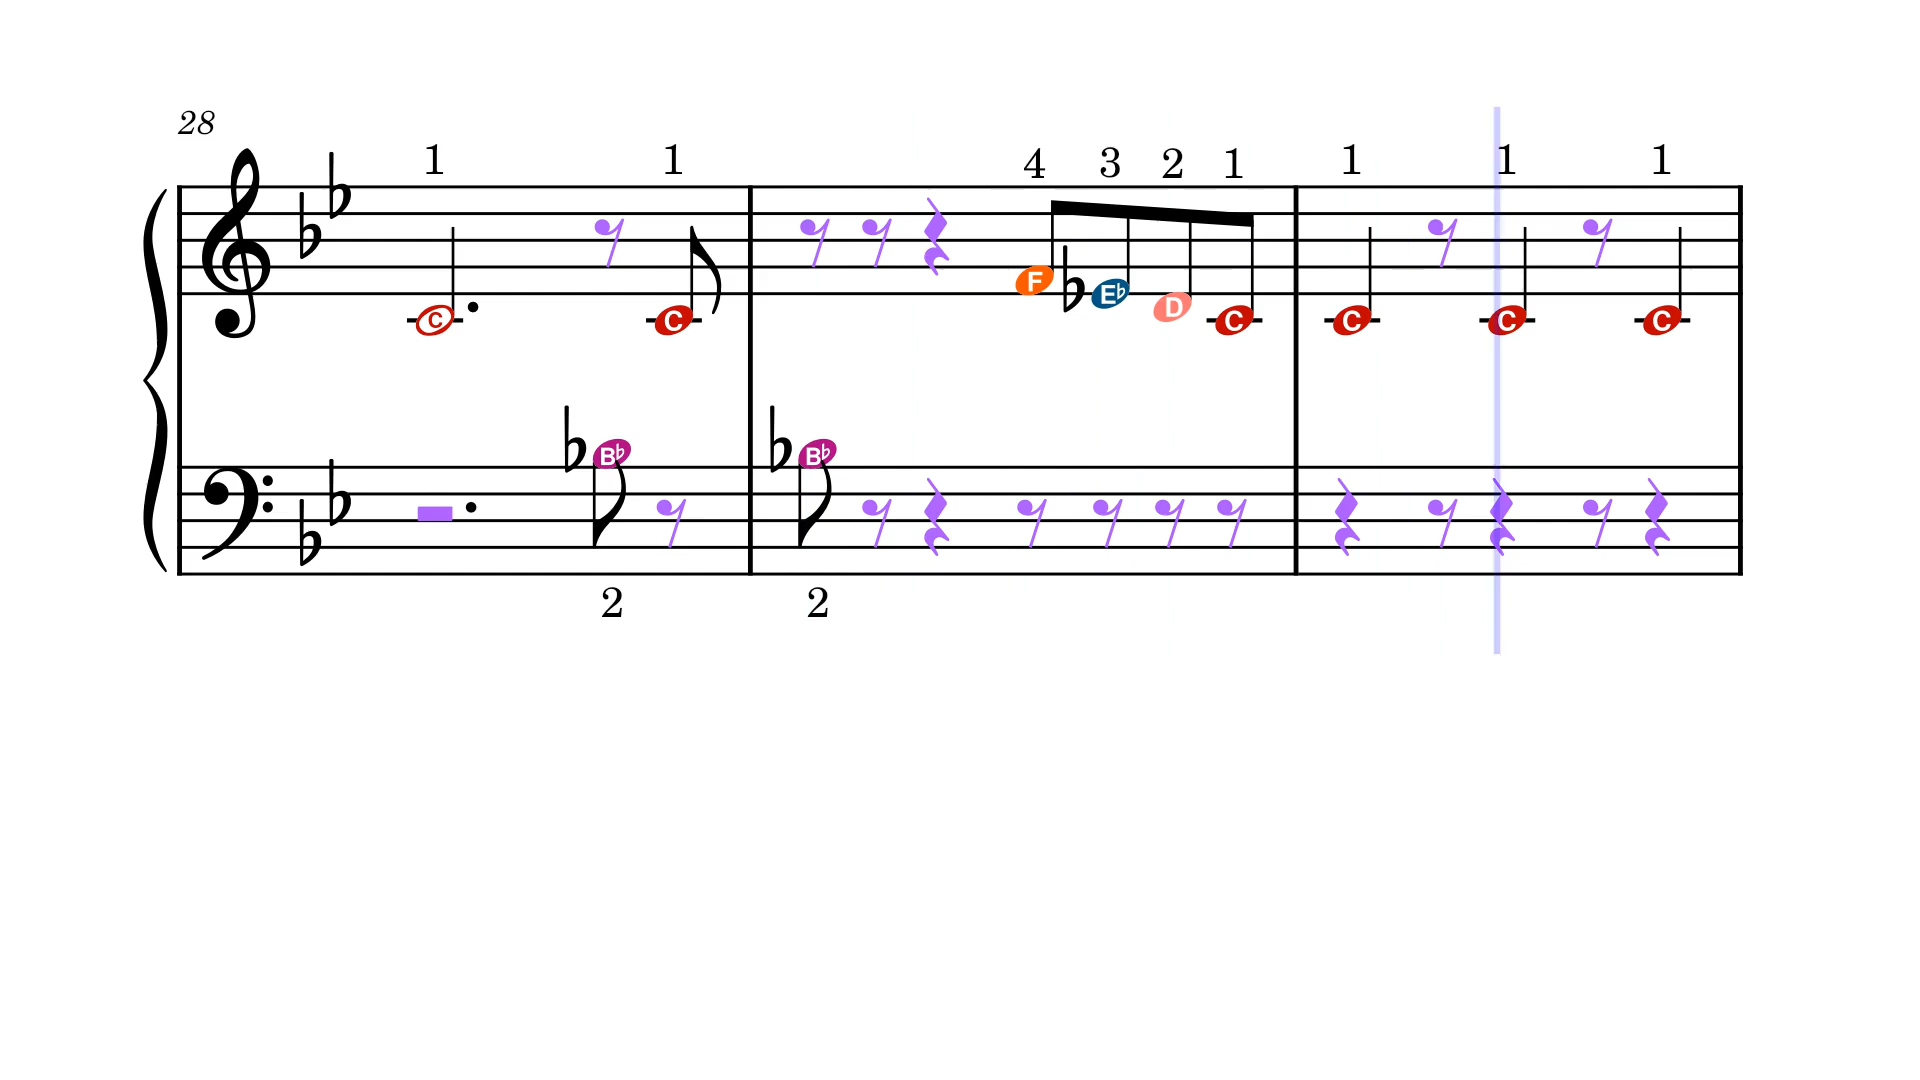 28
1 1 4 3 2 1 1 1 1
F E♭ D
C C C C C C
B♭ B♭
2 2